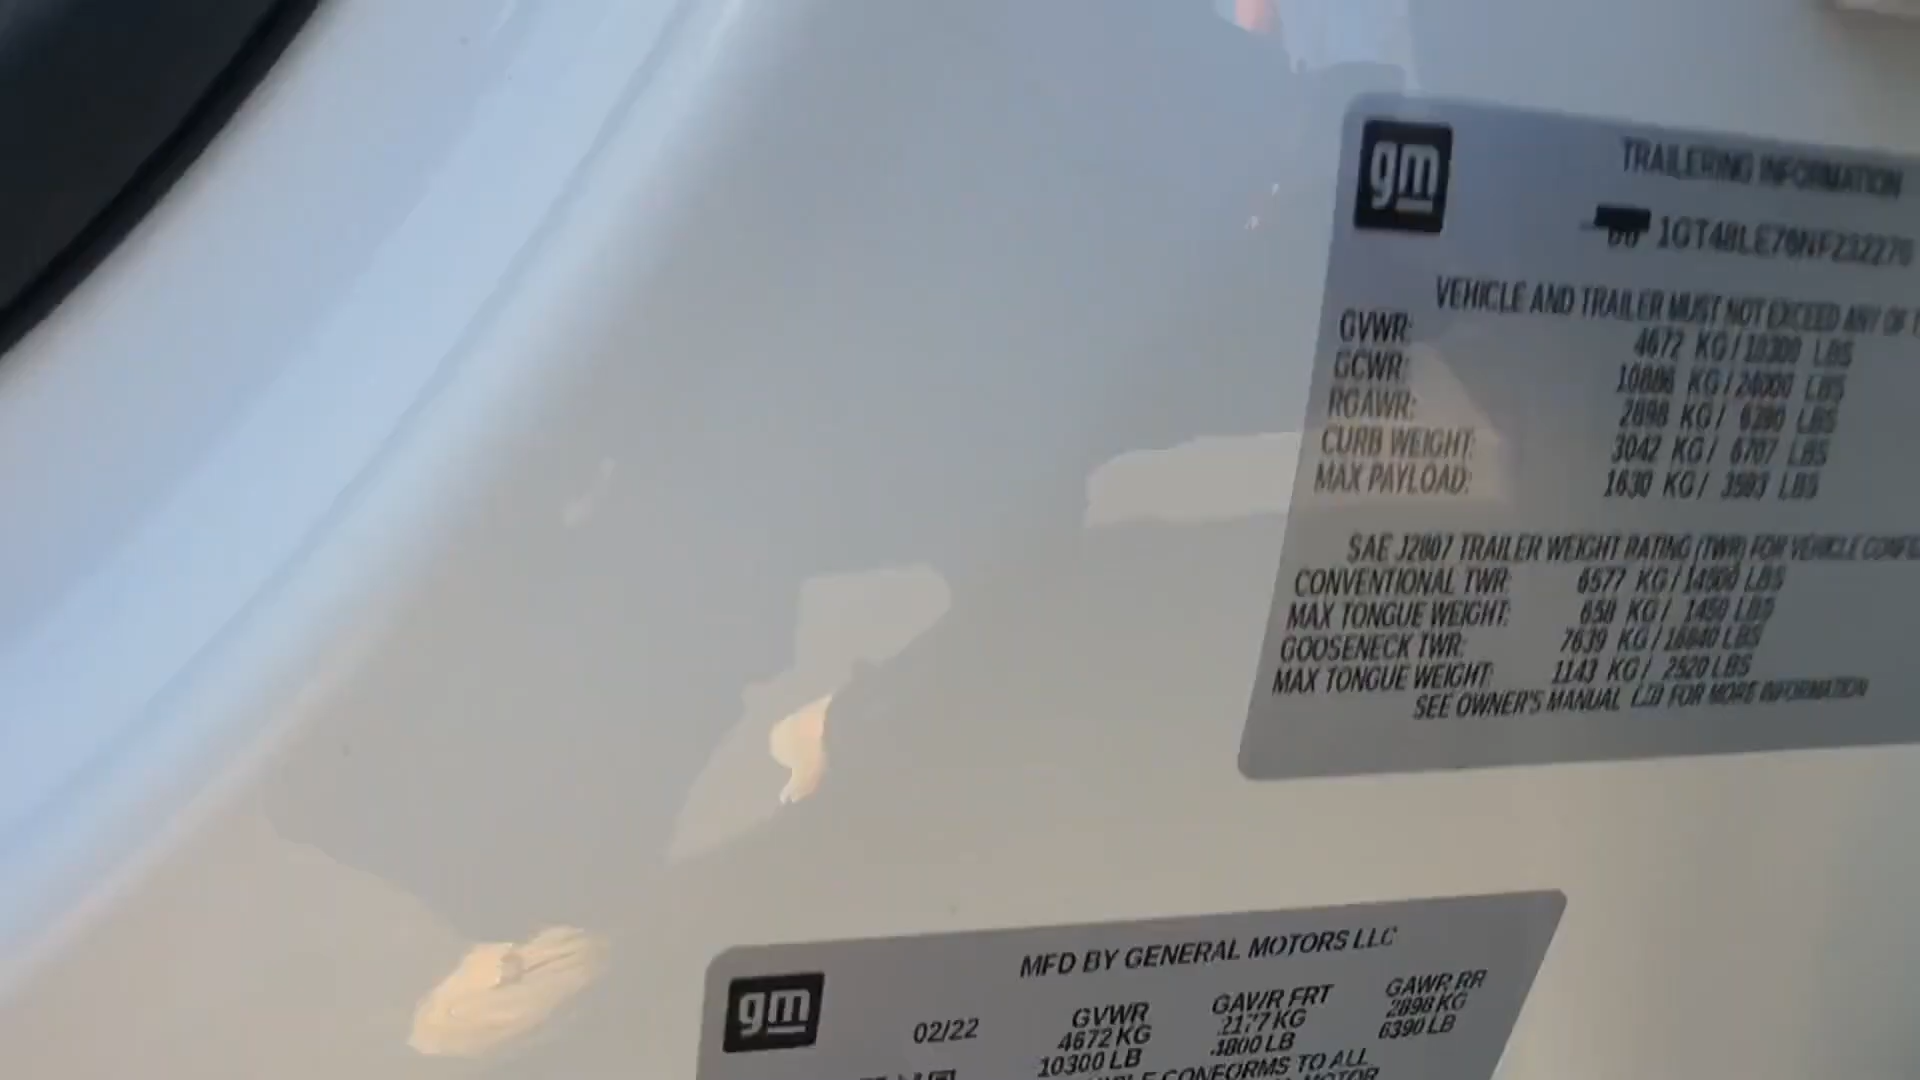 gm
TRAILERING INFORMATION
VEHICLE AND TRAILER MUST NOT EXCEED ANY OF
GVWR: 4672 KG/10300 LBS
GCWR: 10886 KG/24000 LBS
RGAWR: 2898 KG/ 6390 LBS
CURB WEIGHT: 3042 KG/ 6707 LBS
MAX PAYLOAD: 1630 KG/ 3593 LBS
SAE J2807 TRAILER WEIGHT RATING (TWR) FOR VEHICLE
CONVENTIONAL TWR: 6577 KG/14500 LBS
MAX TONGUE WEIGHT: 658 KG/ 1450 LBS
GOOSENECK TWR: 7639 KG/16840 LBS
MAX TONGUE WEIGHT: 1143 KG/ 2520 LBS
SEE OWNER'S MANUAL FOR MORE INFORMATION
MFD BY GENERAL MOTORS LLC
gm
02/22
GVWR GAWR FRT GAWR RR
4672 KG 2177 KG 2898 KG
10300 LB 4800 LB 6390 LB
CONFORMS TO ALL
MOTOR